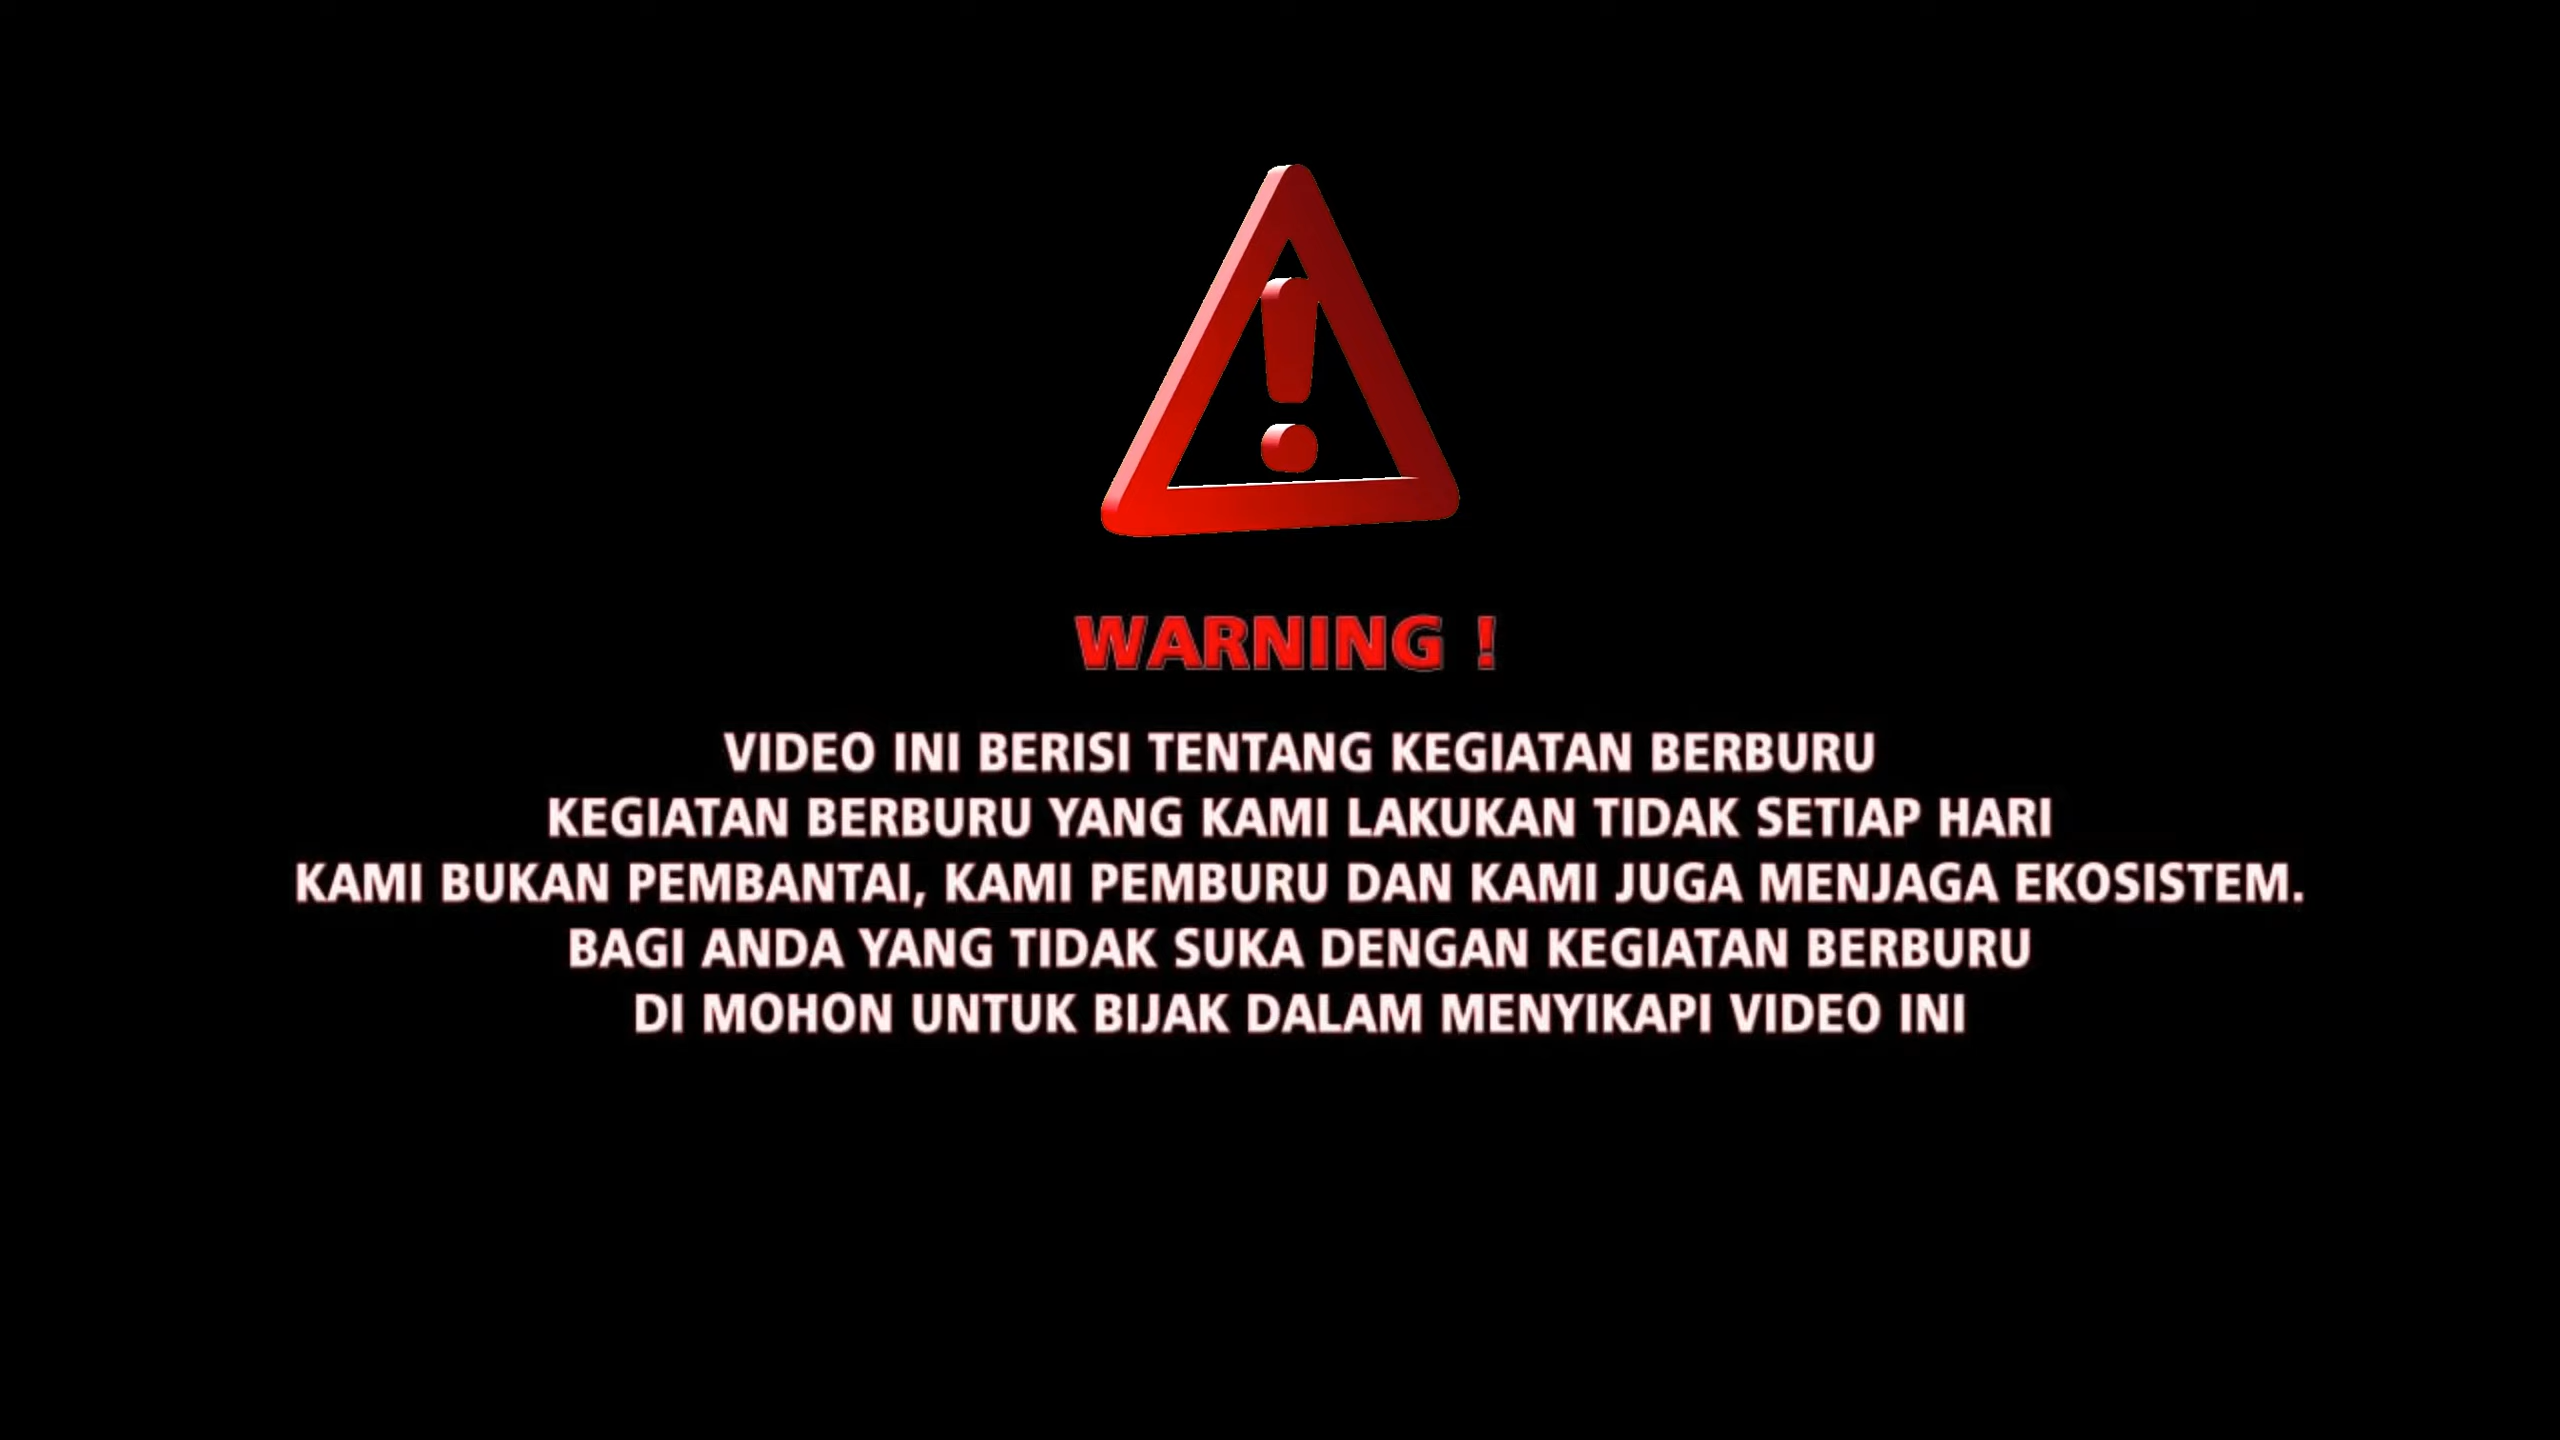 WARNING !
VIDEO INI BERISI TENTANG KEGIATAN BERBURU
KEGIATAN BERBURU YANG KAMI LAKUKAN TIDAK SETIAP HARI
KAMI BUKAN PEMBANTAI, KAMI PEMBURU DAN KAMI JUGA MENJAGA EKOSISTEM.
BAGI ANDA YANG TIDAK SUKA DENGAN KEGIATAN BERBURU
DI MOHON UNTUK BIJAK DALAM MENYIKAPI VIDEO INI